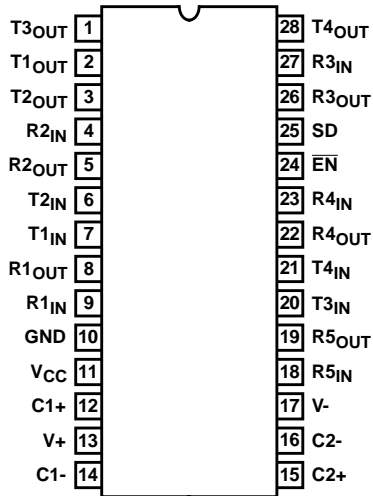 T3OUT 1 28 T4OUT
T1OUT 2 27 R3IN
T2OUT 3 26 R3OUT
R2IN 4 25 SD
R2OUT 5 24 E̅N̅
T2IN 6 23 R4IN
T1IN 7 22 R4OUT
R1OUT 8 21 T4IN
R1IN 9 20 T3IN
GND 10 19 R5OUT
VCC 11 18 R5IN
C1+ 12 17 V-
V+ 13 16 C2-
C1- 14 15 C2+